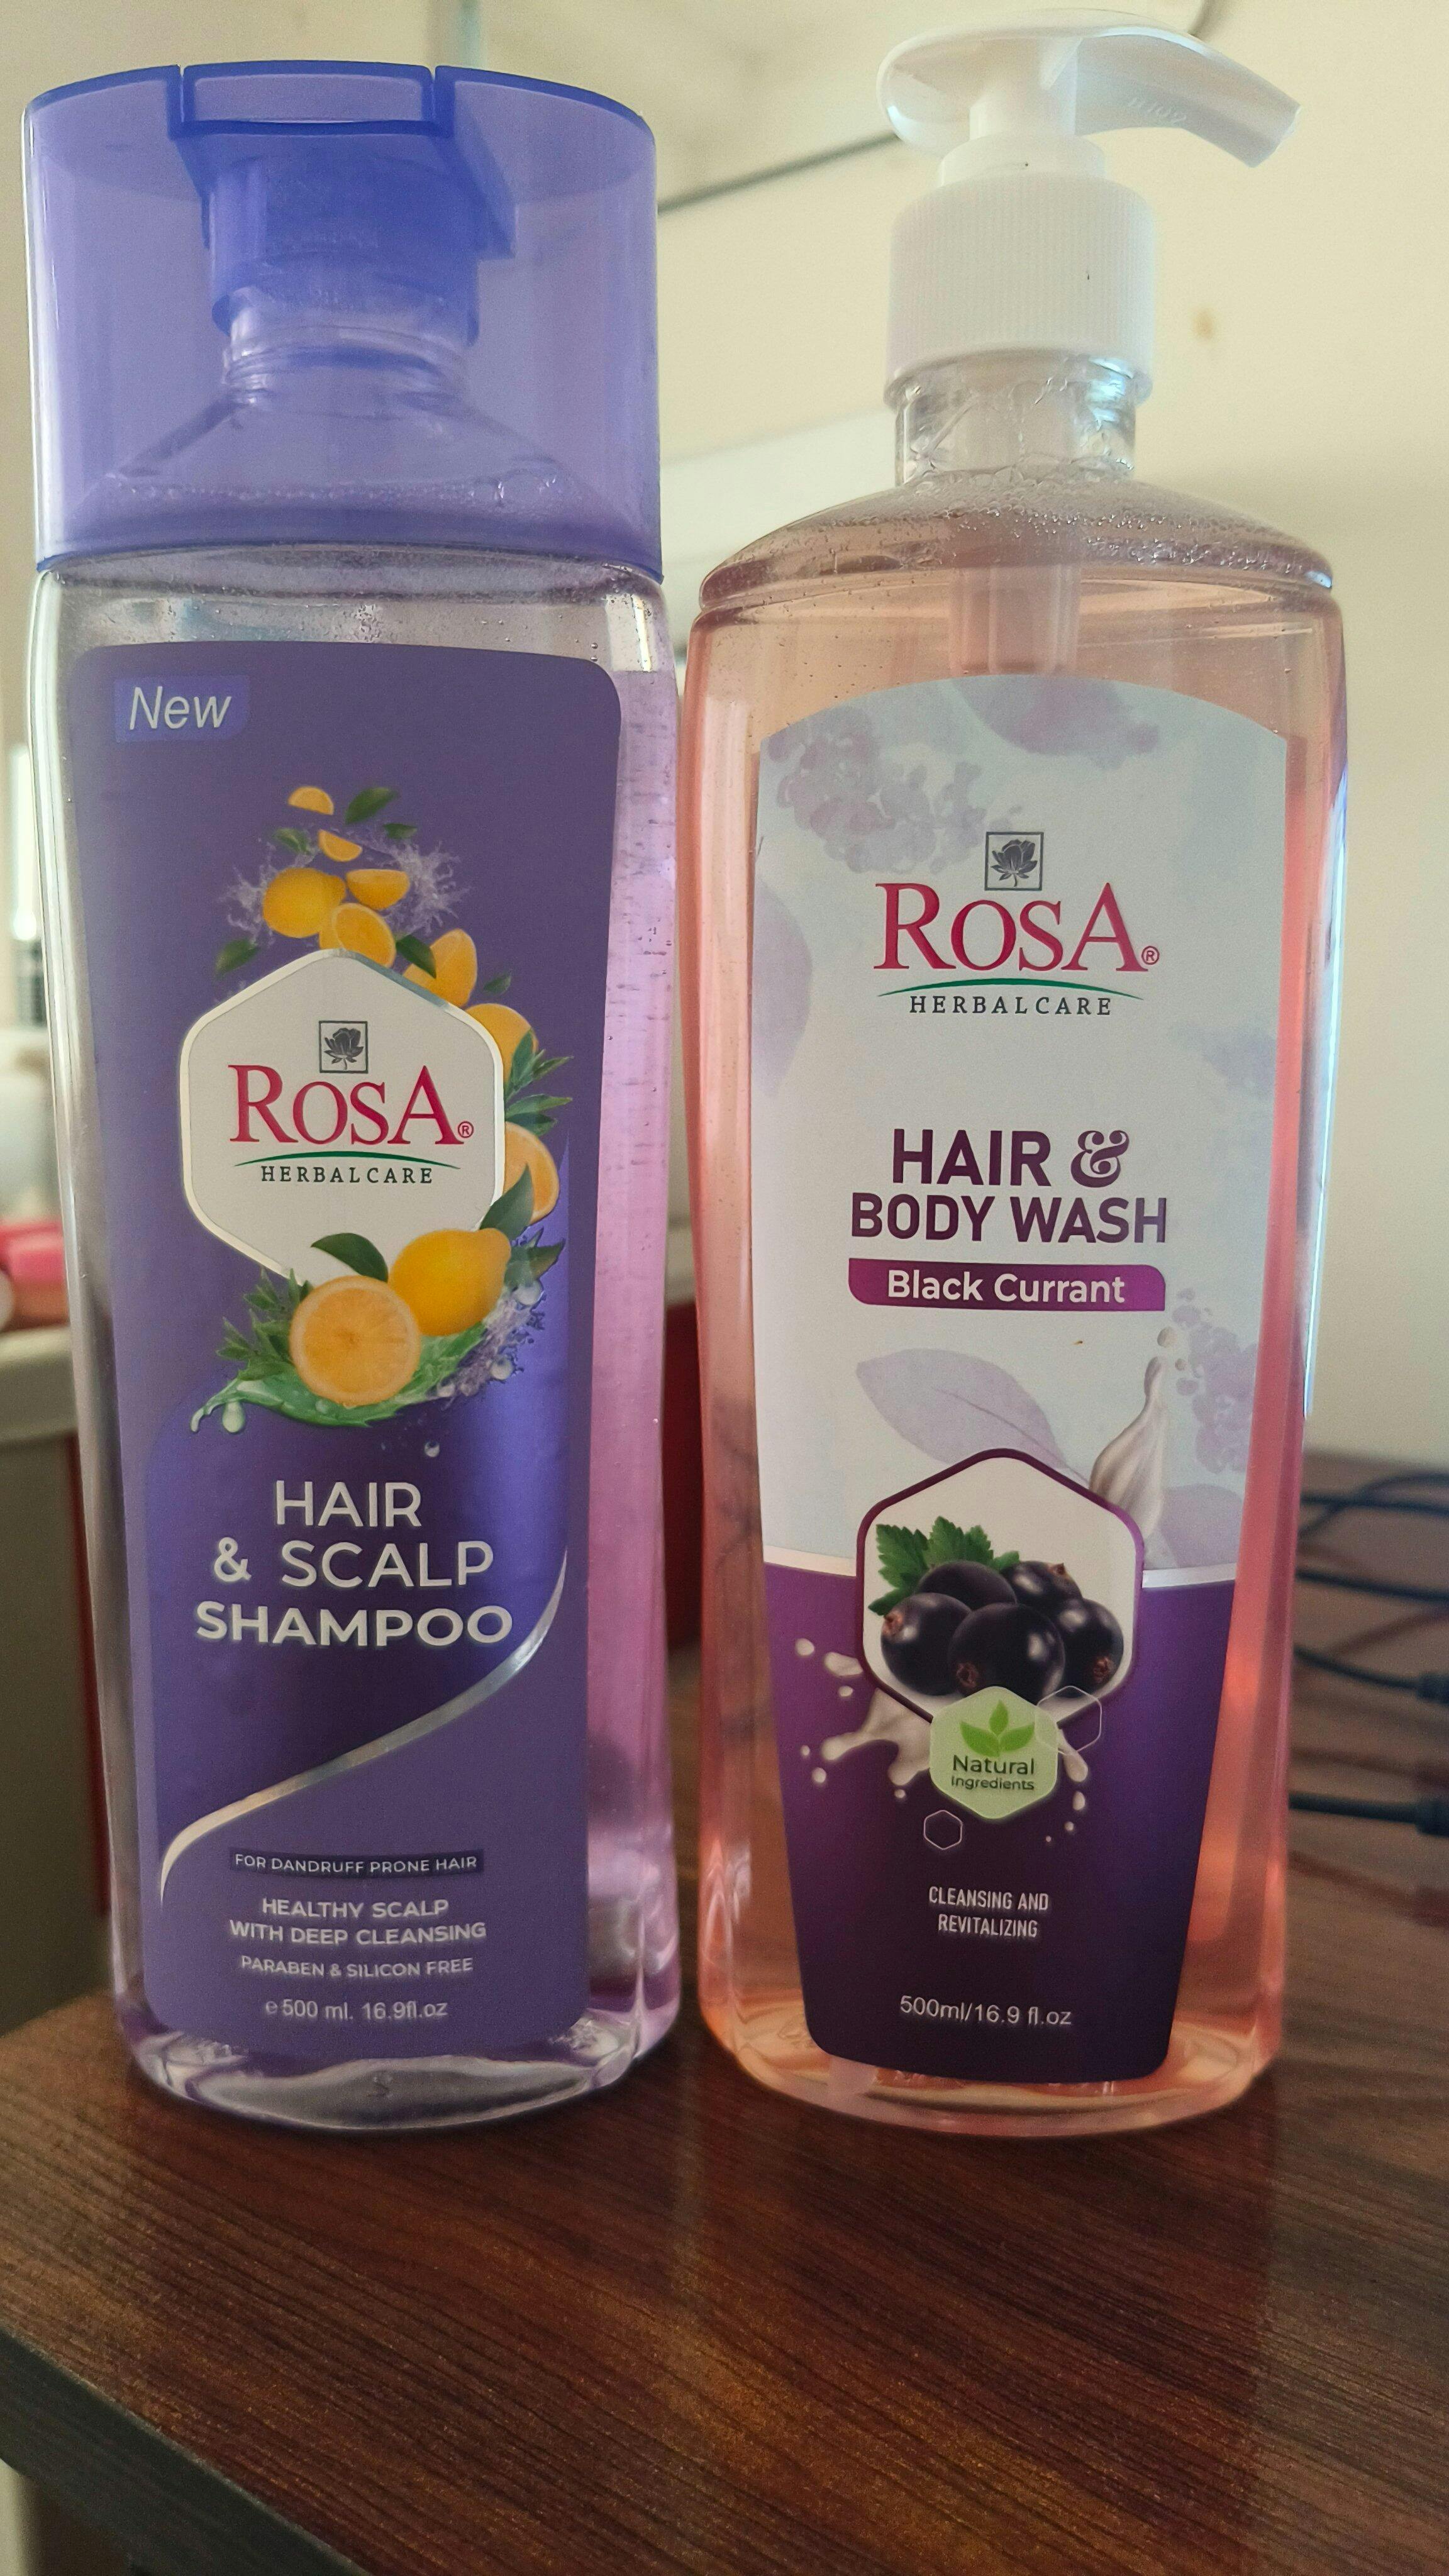 New
ROSA®
HERBALCARE
HAIR
& SCALP
SHAMPOO
FOR DANDRUFF PRONE HAIR
HEALTHY SCALP
WITH DEEP CLEANSING
PARABEN & SILICON FREE
℮ 500 ml. 16.9fl.oz
ROSA®
HERBALCARE
HAIR &
BODY WASH
Black Currant
Natural
Ingredients
CLEANSING AND
REVITALIZING
500ml/16.9 fl.oz